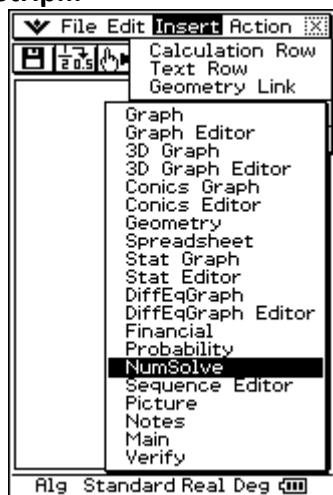 File Edit Insert Action
Calculation Row
Text Row
Geometry Link
Graph
Graph Editor
3D Graph
3D Graph Editor
Conics Graph
Conics Editor
Geometry
Spreadsheet
Stat Graph
Stat Editor
DiffEqGraph
DiffEqGraph Editor
Financial
Probability
NumSolve
Sequence Editor
Picture
Notes
Main
Verify
Alg Standard Real Deg